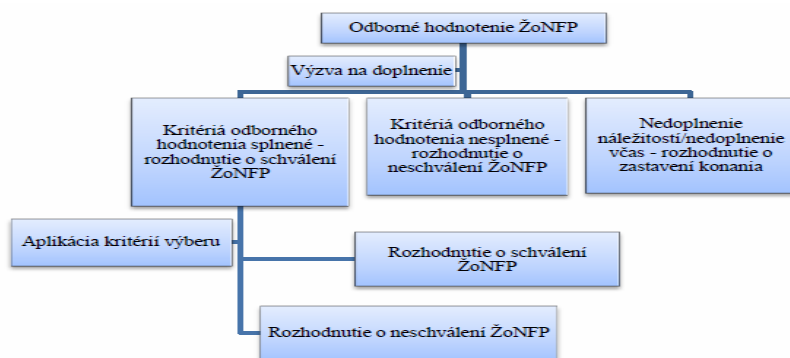 Odborné hodnotenie ŽoNFP
Výzva na doplnenie
Kritériá odborného
hodnotenia splnené -
rozhodnutie o schválení
ŽoNFP
Kritériá odborného
hodnotenia nesplnené -
rozhodnutie o
neschválení ŽoNFP
Nedoplnenie
náležitostí/nedoplnenie
včas - rozhodnutie o
zastavení konania
Aplikácia kritérií výberu
Rozhodnutie o schválení
ŽoNFP
Rozhodnutie o neschválení ŽoNFP